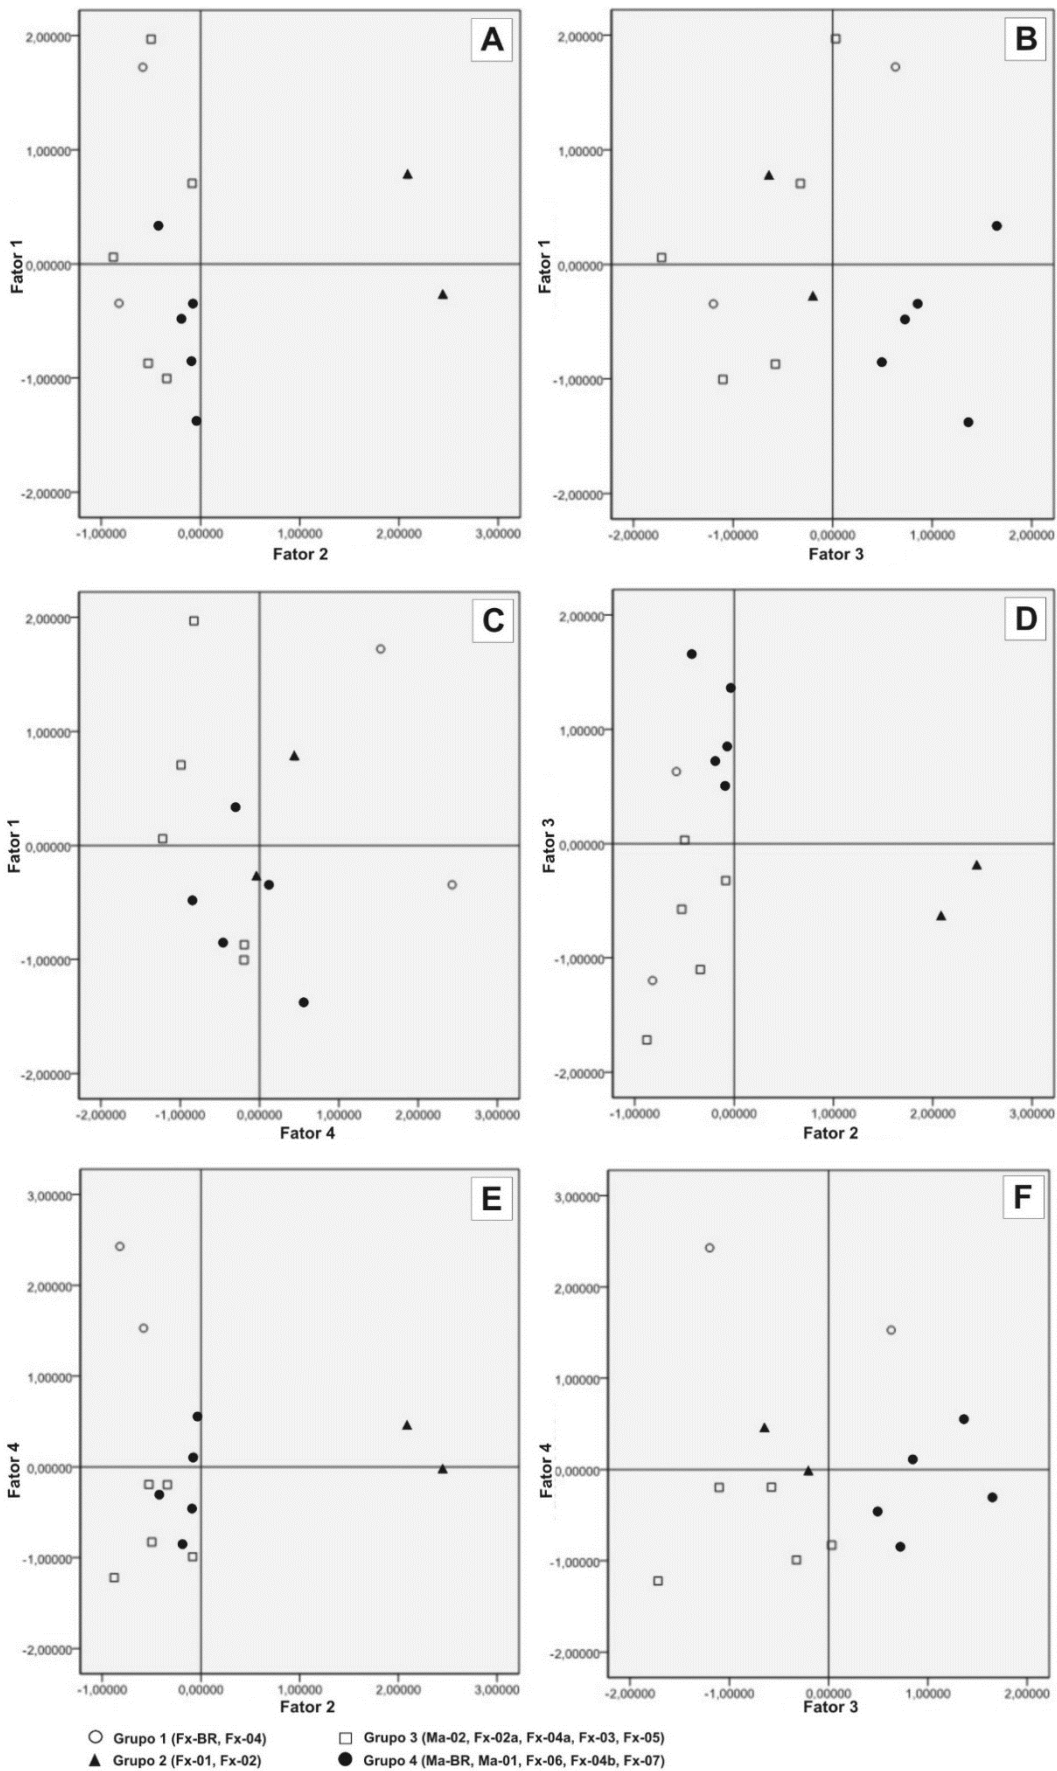 A
2,00000
1,00000
0,00000
-1,00000
-2,00000
Fator 1
-1,00000 0,00000 1,00000 2,00000 3,00000
Fator 2
B
2,00000
1,00000
0,00000
-1,00000
-2,00000
Fator 1
-2,00000 -1,00000 0,00000 1,00000 2,00000
Fator 3
C
2,00000
1,00000
0,00000
-1,00000
-2,00000
Fator 1
-2,00000 -1,00000 0,00000 1,00000 2,00000 3,00000
Fator 4
D
2,00000
1,00000
0,00000
-1,00000
-2,00000
Fator 3
-1,00000 0,00000 1,00000 2,00000 3,00000
Fator 2
E
3,00000
2,00000
1,00000
0,00000
-1,00000
-2,00000
Fator 4
-1,00000 0,00000 1,00000 2,00000 3,00000
Fator 2
F
3,00000
2,00000
1,00000
0,00000
-1,00000
-2,00000
Fator 4
-2,00000 -1,00000 0,00000 1,00000 2,00000
Fator 3
Grupo 1 (Fx-BR, Fx-04)
Grupo 2 (Fx-01, Fx-02)
Grupo 3 (Ma-02, Fx-02a, Fx-04a, Fx-03, Fx-05)
Grupo 4 (Ma-BR, Ma-01, Fx-06, Fx-04b, Fx-07)